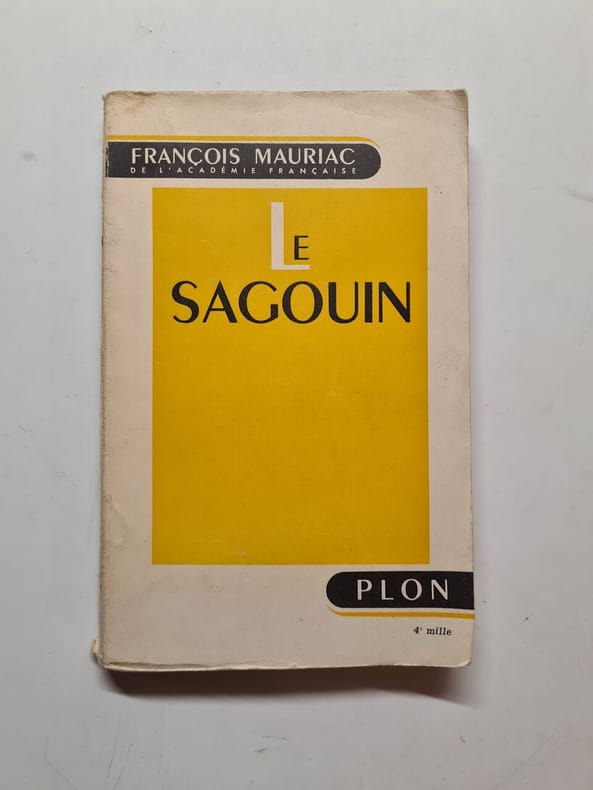 FRANÇOIS MAURIAC
DE L'ACADÉMIE FRANÇAISE
LE
SAGOUIN
PLON
4e mille